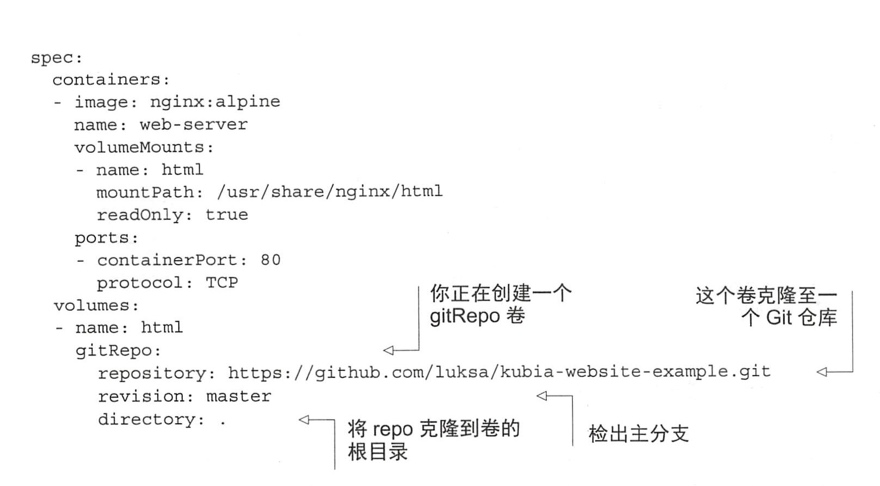 spec:
  containers:
  - image: nginx:alpine
    name: web-server
    volumeMounts:
    - name: html
      mountPath: /usr/share/nginx/html
      readOnly: true
    ports:
    - containerPort: 80
      protocol: TCP
  volumes:
  - name: html
    gitRepo:
      repository: https://github.com/luksa/kubia-website-example.git
      revision: master
      directory: .
你正在创建一个
gitRepo 卷
这个卷克隆至一
个 Git 仓库
将 repo 克隆到卷的
根目录
检出主分支